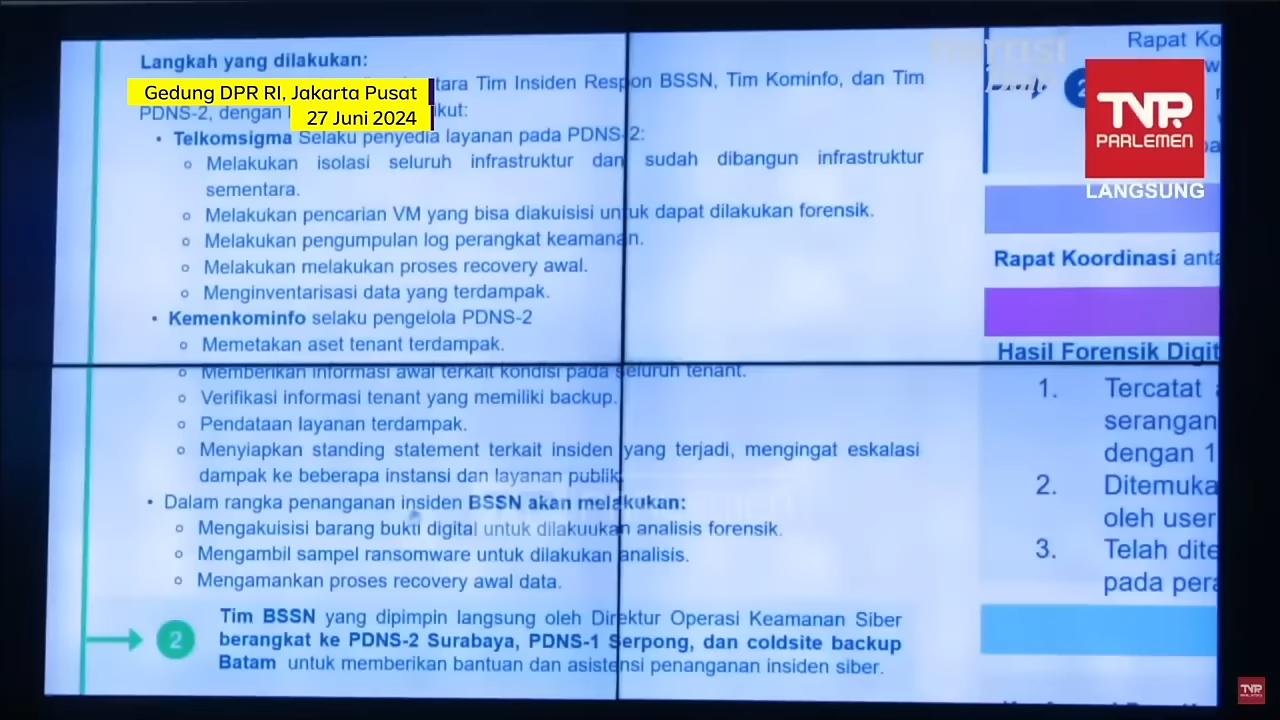 Langkah yang dilakukan:
tara Tim Insiden Respon BSSN, Tim Kominfo, dan Tim
Gedung DPR RI, Jakarta Pusat
PDNS-2, dengan
ikut:
27 Juni 2024
• Telkomsigma Selaku penyedia layanan pada PDNS-2:
o Melakukan isolasi seluruh infrastruktur dan sudah dibangun infrastruktur
sementara.
o Melakukan pencarian VM yang bisa diakuisisi untuk dapat dilakukan forensik.
o Melakukan pengumpulan log perangkat keamanan.
o Melakukan melakukan proses recovery awal.
o Menginventarisasi data yang terdampak.
• Kemenkominfo selaku pengelola PDNS-2
o Memetakan aset tenant terdampak.
o Memberikan informasi awal terkait kondisi pada seluruh tenant.
o Verifikasi informasi tenant yang memiliki backup.
o Pendataan layanan terdampak.
o Menyiapkan standing statement terkait insiden yang terjadi, mengingat eskalasi
dampak ke beberapa instansi dan layanan publik.
• Dalam rangka penanganan insiden BSSN akan melakukan:
o Mengakuisisi barang bukti digital untuk dilakuukan analisis forensik.
o Mengambil sampel ransomware untuk dilakukan analisis.
o Mengamankan proses recovery awal data.
2
Tim BSSN yang dipimpin langsung oleh Direktur Operasi Keamanan Siber
berangkat ke PDNS-2 Surabaya, PDNS-1 Serpong, dan coldsite backup
Batam untuk memberikan bantuan dan asistensi penanganan insiden siber.
Rapat Ko
2
TVR
PARLEMEN
LANGSUNG
Rapat Koordinasi anta
Hasil Forensik Digit
1. Tercatat
serangan
dengan 1
2. Ditemuka
oleh user
3. Telah dite
pada pera
TVR
PARLEMEN